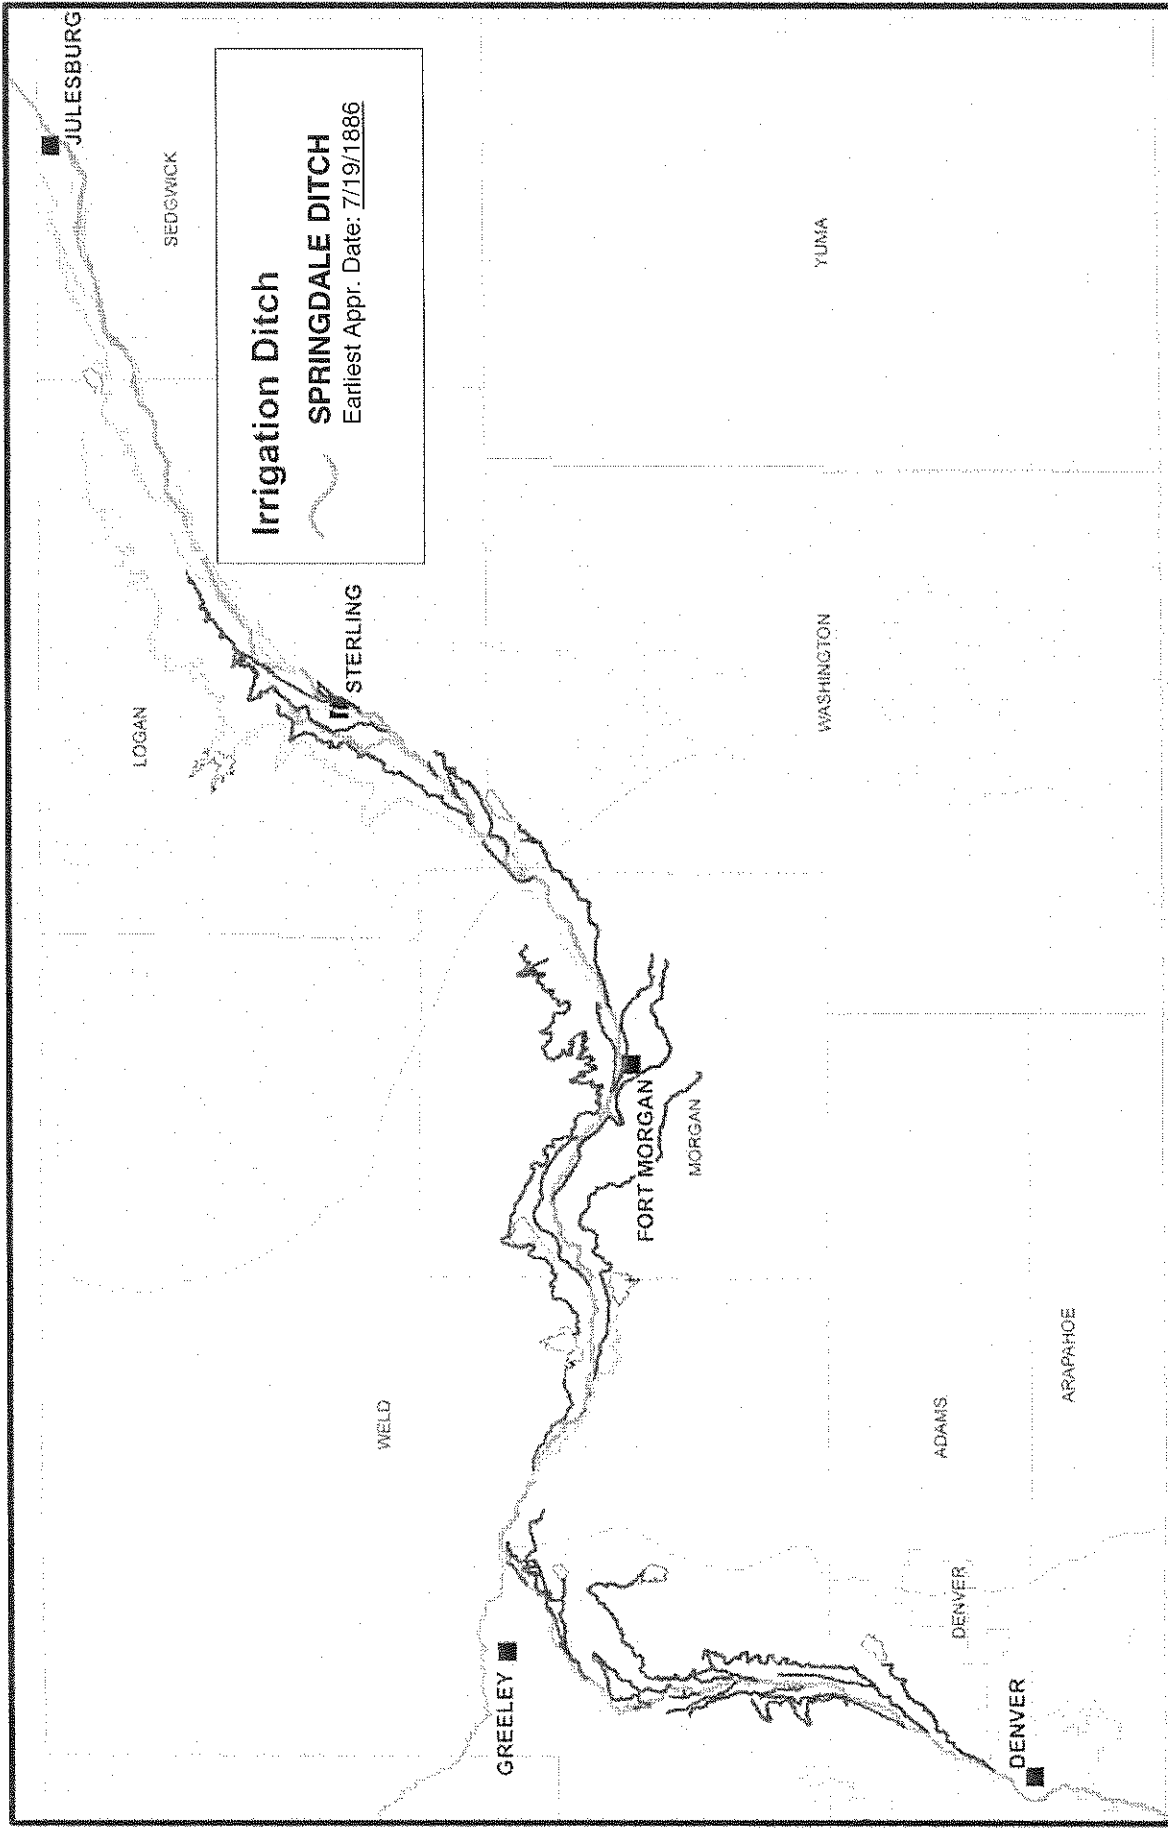 JULESBURG
SEDGWICK
Irrigation Ditch
SPRINGDALE DITCH
Earliest Appr. Date: 7/19/1886
YUMA
LOGAN
STERLING
WASHINGTON
FORT MORGAN
MORGAN
WELD
ADAMS
ARAPAHOE
GREELEY
DENVER
DENVER